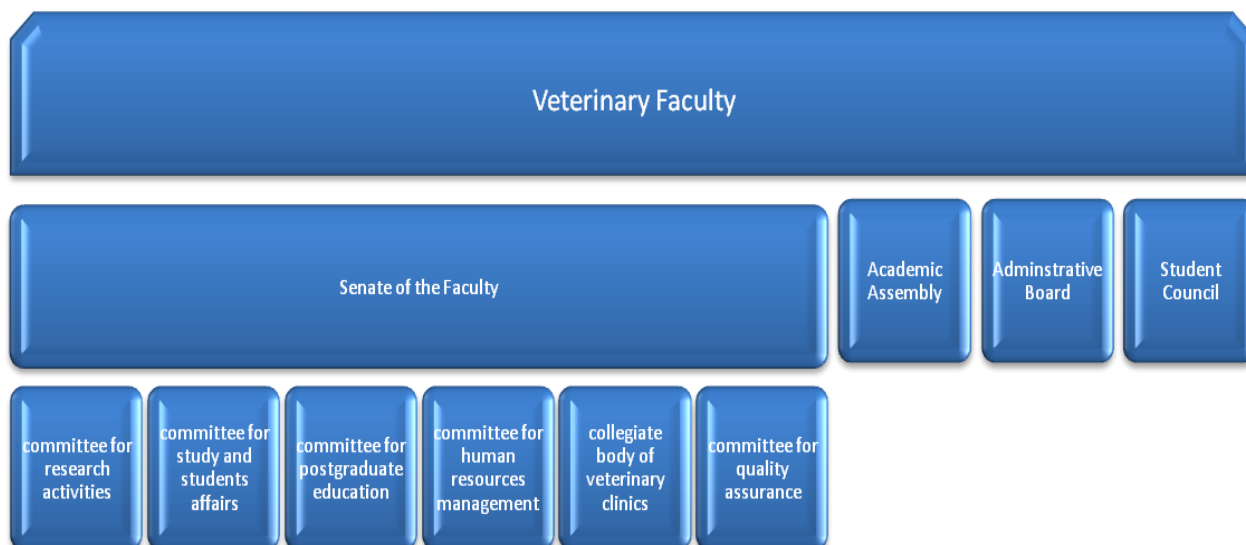 Veterinary Faculty
Senate of the Faculty
Academic
Assembly
Adminstrative
Board
Student
Council
committee for
research
activities
committee for
study and
students
affairs
committee for
postgraduate
education
committee for
human
resources
management
collegiate
body of
veterinary
clinics
committee for
quality
assurance